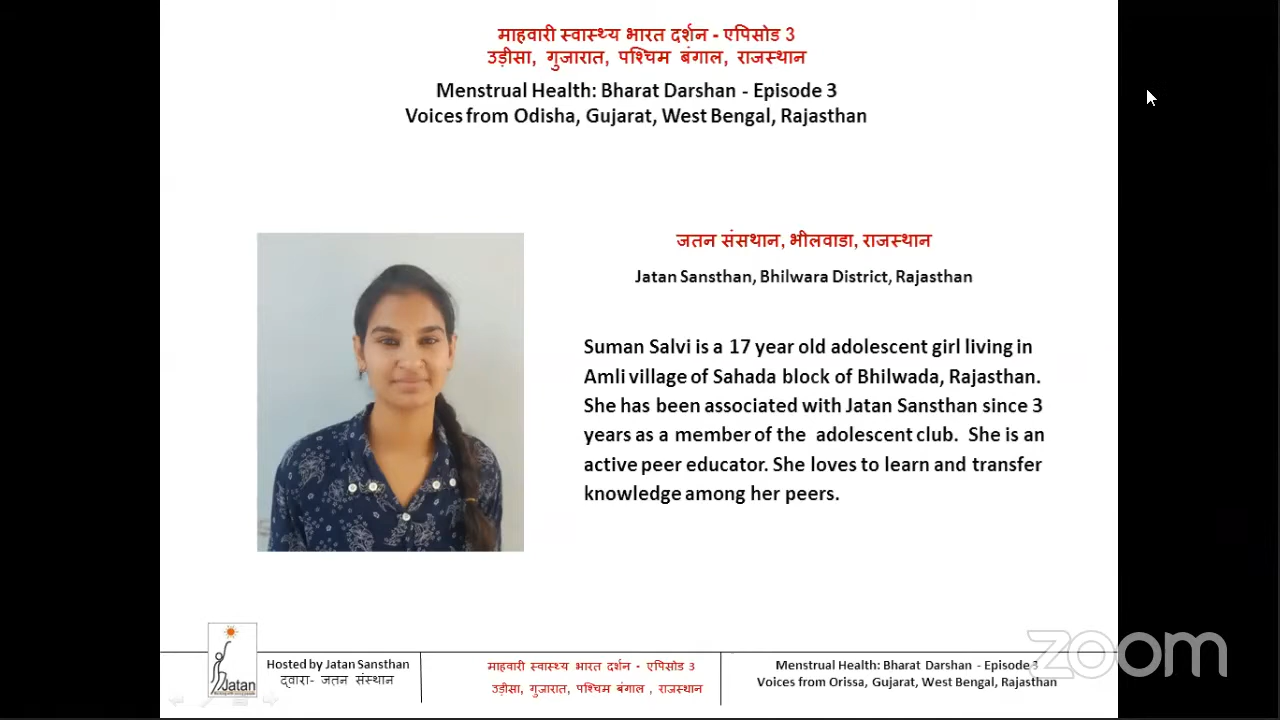 माहवारी स्वास्थ्य भारत दर्शन - एपिसोड 3
उड़ीसा, गुजारात, पश्चिम बंगाल, राजस्थान
Menstrual Health: Bharat Darshan - Episode 3
Voices from Odisha, Gujarat, West Bengal, Rajasthan
जतन संसथान, भीलवाडा, राजस्थान
Jatan Sansthan, Bhilwara District, Rajasthan
Suman Salvi is a 17 year old adolescent girl living in
Amli village of Sahada block of Bhilwada, Rajasthan.
She has been associated with Jatan Sansthan since 3
years as a member of the adolescent club. She is an
active peer educator. She loves to learn and transfer
knowledge among her peers.
Jatan
Hosted by Jatan Sansthan
द्वारा- जतन संस्थान
माहवारी स्वास्थ्य भारत दर्शन - एपिसोड 3
उड़ीसा, गुजारात, पश्चिम बंगाल , राजस्थान
Menstrual Health: Bharat Darshan - Episode 3
Voices from Orissa, Gujarat, West Bengal, Rajasthan
zoom